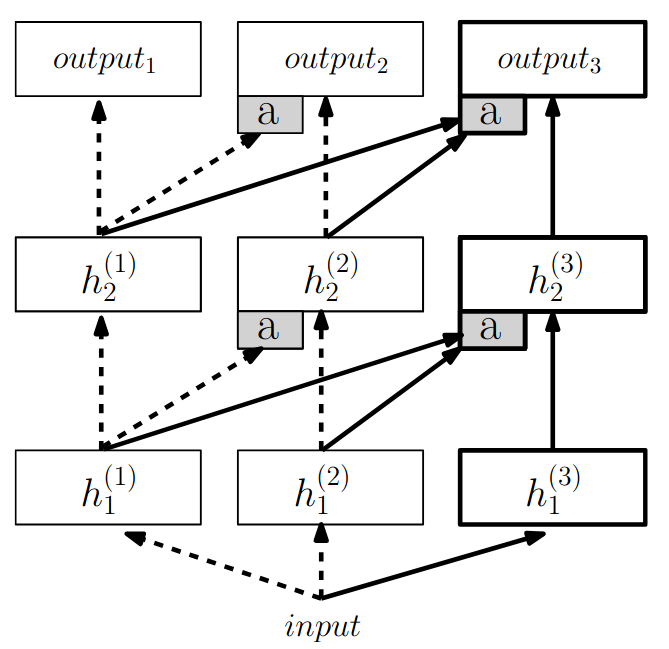 output₁ output₂ output₃
a a
h₂⁽¹⁾ h₂⁽²⁾ h₂⁽³⁾
a a
h₁⁽¹⁾ h₁⁽²⁾ h₁⁽³⁾
input